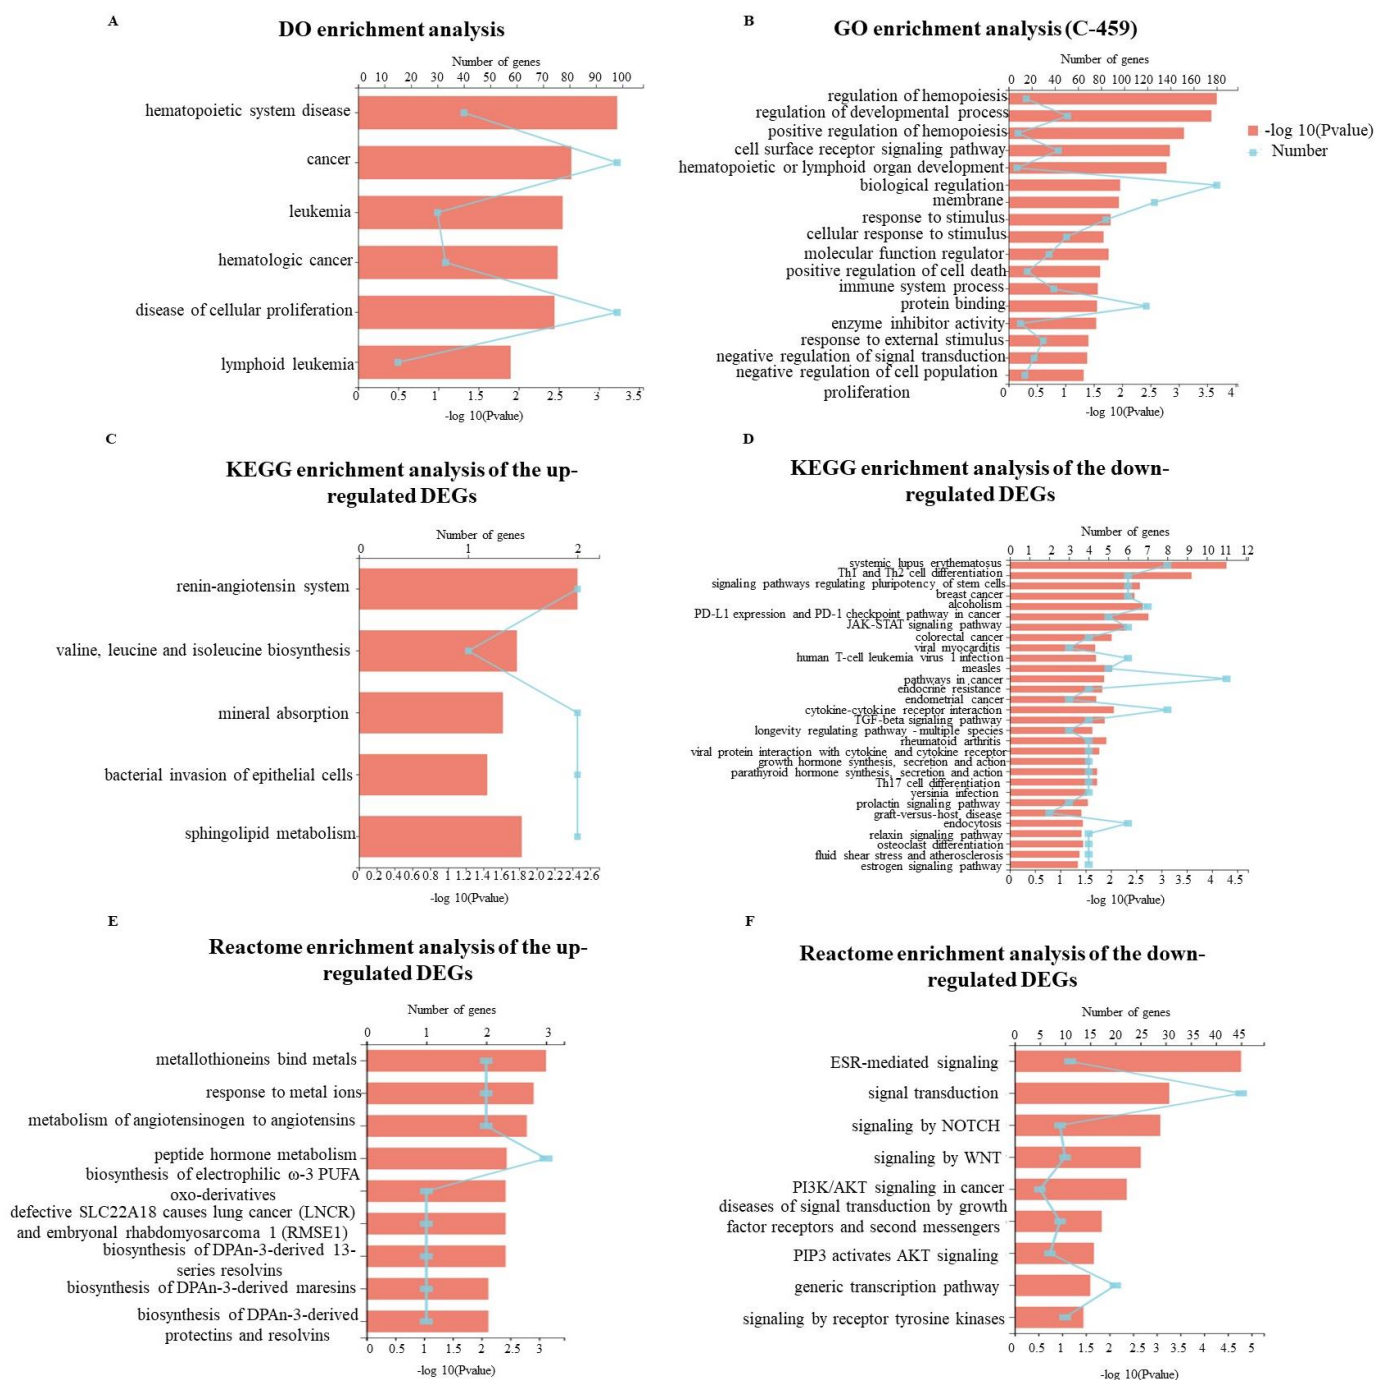 A
DO enrichment analysis
Number of genes
0 10 20 30 40 50 60 70 80 90 100
hematopoietic system disease
cancer
leukemia
hematologic cancer
disease of cellular proliferation
lymphoid leukemia
0 0.5 1 1.5 2 2.5 3 3.5
-log 10(Pvalue)
B
GO enrichment analysis (C-459)
Number of genes
0 20 40 60 80 100 120 140 160 180
regulation of hemopoiesis
regulation of developmental process
positive regulation of hemopoiesis
cell surface receptor signaling pathway
hematopoietic or lymphoid organ development
biological regulation
membrane
response to stimulus
cellular response to stimulus
molecular function regulator
positive regulation of cell death
immune system process
protein binding
enzyme inhibitor activity
response to external stimulus
negative regulation of signal transduction
negative regulation of cell population
proliferation
0 0.5 1 1.5 2 2.5 3 3.5 4
-log 10(Pvalue)
-log 10(Pvalue)
Number
C
KEGG enrichment analysis of the up-
regulated DEGs
Number of genes
0 1 2
renin-angiotensin system
valine, leucine and isoleucine biosynthesis
mineral absorption
bacterial invasion of epithelial cells
sphingolipid metabolism
0 0.2 0.4 0.6 0.8 1 1.2 1.4 1.6 1.8 2.0 2.2 2.4 2.6
-log 10(Pvalue)
D
KEGG enrichment analysis of the down-
regulated DEGs
Number of genes
0 1 2 3 4 5 6 7 8 9 10 11 12
systemic lupus erythematosus
Th1 and Th2 cell differentiation
signaling pathways regulating pluripotency of stem cells
breast cancer
alcoholism
PD-L1 expression and PD-1 checkpoint pathway in cancer
JAK-STAT signaling pathway
colorectal cancer
viral myocarditis
human T-cell leukemia virus 1 infection
measles
pathways in cancer
endocrine resistance
endometrial cancer
cytokine-cytokine receptor interaction
TGF-beta signaling pathway
longevity regulating pathway - multiple species
rheumatoid arthritis
viral protein interaction with cytokine and cytokine receptor
growth hormone synthesis, secretion and action
parathyroid hormone synthesis, secretion and action
Th17 cell differentiation
yersinia infection
prolactin signaling pathway
graft-versus-host disease
endocytosis
relaxin signaling pathway
osteoclast differentiation
fluid shear stress and atherosclerosis
estrogen signaling pathway
0 0.5 1 1.5 2 2.5 3 3.5 4 4.5
-log 10(Pvalue)
E
Reactome enrichment analysis of the up-
regulated DEGs
Number of genes
0 1 2 3
metallothioneins bind metals
response to metal ions
metabolism of angiotensinogen to angiotensins
peptide hormone metabolism
biosynthesis of electrophilic ω-3 PUFA
oxo-derivatives
defective SLC22A18 causes lung cancer (LNCR)
and embryonal rhabdomyosarcoma 1 (RMSE1)
biosynthesis of DPAn-3-derived 13-
series resolvins
biosynthesis of DPAn-3-derived maresins
biosynthesis of DPAn-3-derived
protectins and resolvins
0 0.5 1 1.5 2 2.5 3
-log 10(Pvalue)
F
Reactome enrichment analysis of the down-
regulated DEGs
Number of genes
0 5 10 15 20 25 30 35 40 45
ESR-mediated signaling
signal transduction
signaling by NOTCH
signaling by WNT
PI3K/AKT signaling in cancer
diseases of signal transduction by growth
factor receptors and second messengers
PIP3 activates AKT signaling
generic transcription pathway
signaling by receptor tyrosine kinases
0 0.5 1 1.5 2 2.5 3 3.5 4 4.5 5
-log 10(Pvalue)